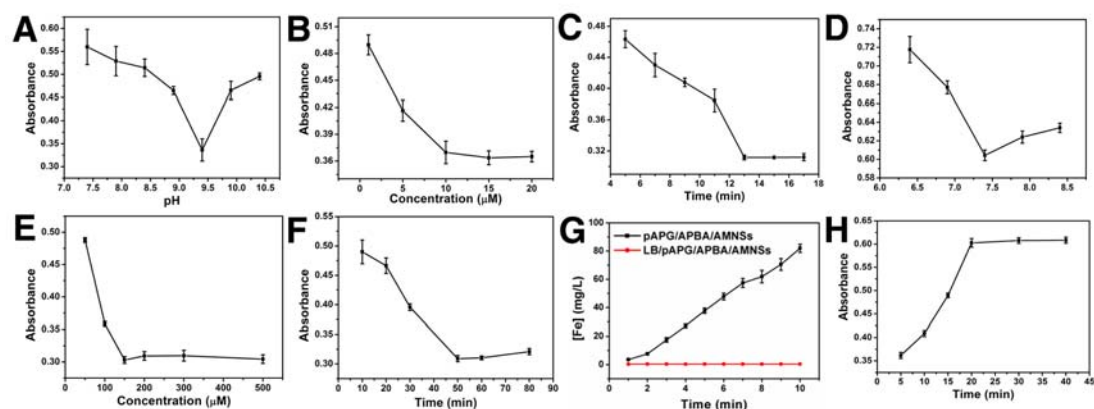 A
0.60
0.55
0.50
0.45
0.40
0.35
0.30
Absorbance
7.0 7.5 8.0 8.5 9.0 9.5 10.0 10.5
pH
B
0.51
0.48
0.42
0.36
Absorbance
0 5 10 15 20
Concentration (μM)
C
0.48
0.44
0.40
0.36
0.32
Absorbance
4 6 8 10 12 14 16 18
Time (min)
D
0.76
0.74
0.72
0.70
0.68
0.66
0.64
0.62
0.60
0.58
Absorbance
6.0 6.5 7.0 7.5 8.0 8.5
E
0.50
0.45
0.40
0.35
0.30
Absorbance
0 100 200 300 400 500
Concentration (μM)
F
0.55
0.50
0.45
0.40
0.35
0.30
Absorbance
0 10 20 30 40 50 60 70 80 90
Time (min)
G
pAPG/APBA/AMNSs
LB/pAPG/APBA/AMNSs
100
80
60
40
20
0
[Fe] (mg/L)
0 2 4 6 8 10
Time (min)
H
0.65
0.60
0.55
0.50
0.45
0.40
0.35
Absorbance
0 5 10 15 20 25 30 35 40 45
Time (min)